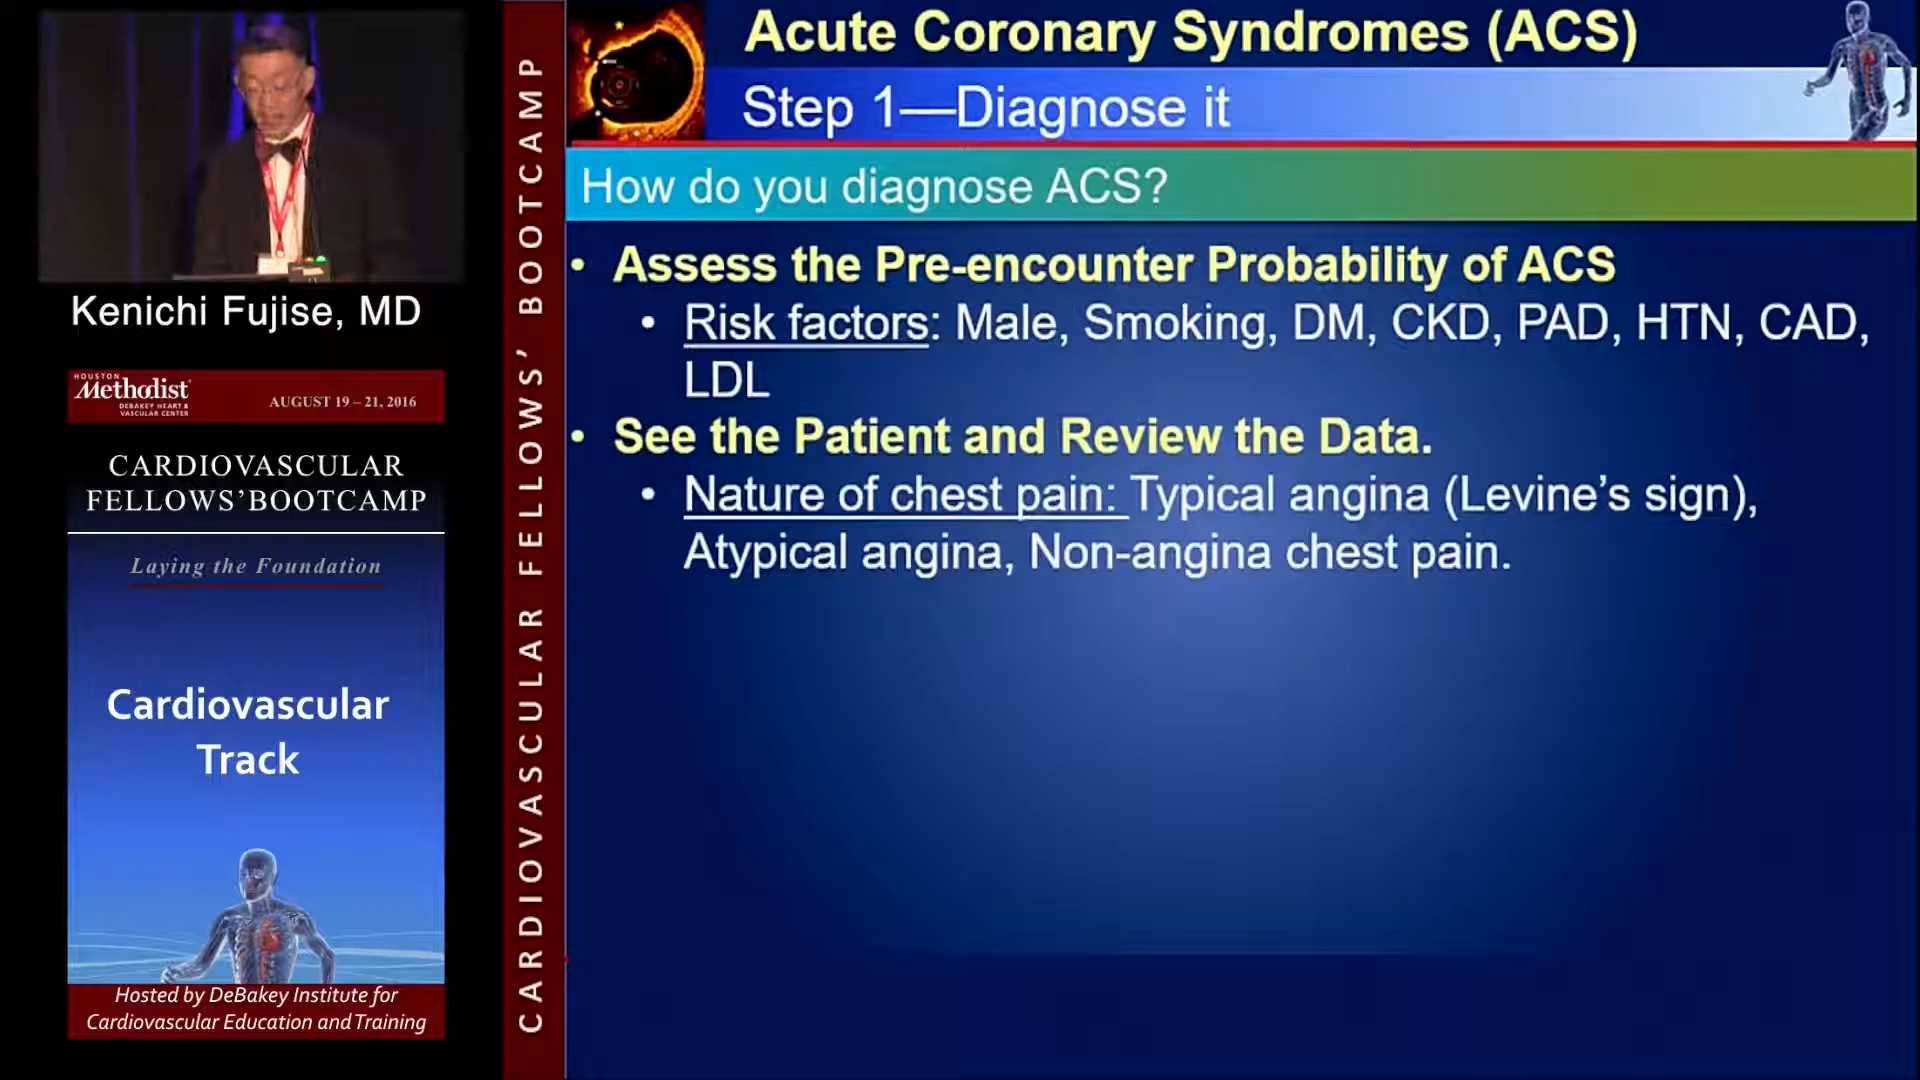 Kenichi Fujise, MD
HOUSTON
Methodist
DEBAKEY HEART &
VASCULAR CENTER
AUGUST 19 – 21, 2016
CARDIOVASCULAR
FELLOWS’BOOTCAMP
Laying the Foundation
Cardiovascular
Track
Hosted by DeBakey Institute for
Cardiovascular Education and Training
CARDIOVASCULAR FELLOWS’ BOOTCAMP
Acute Coronary Syndromes (ACS)
Step 1—Diagnose it
How do you diagnose ACS?
• Assess the Pre-encounter Probability of ACS
• Risk factors: Male, Smoking, DM, CKD, PAD, HTN, CAD,
LDL
• See the Patient and Review the Data.
• Nature of chest pain: Typical angina (Levine’s sign),
Atypical angina, Non-angina chest pain.